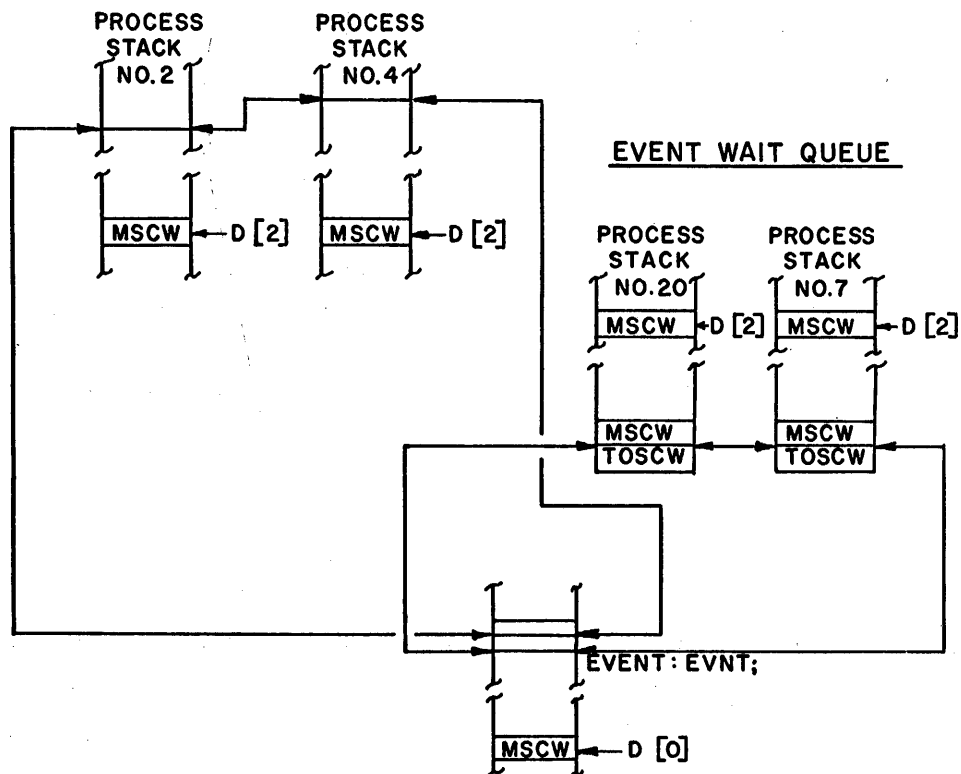 PROCESS
STACK
NO.2
PROCESS
STACK
NO.4
EVENT WAIT QUEUE
MSCW
D [2]
MSCW
D [2]
PROCESS
STACK
NO.20
PROCESS
STACK
NO.7
MSCW
D [2]
MSCW
D [2]
MSCW
TOSCW
MSCW
TOSCW
EVENT : EVNT;
MSCW
D [0]